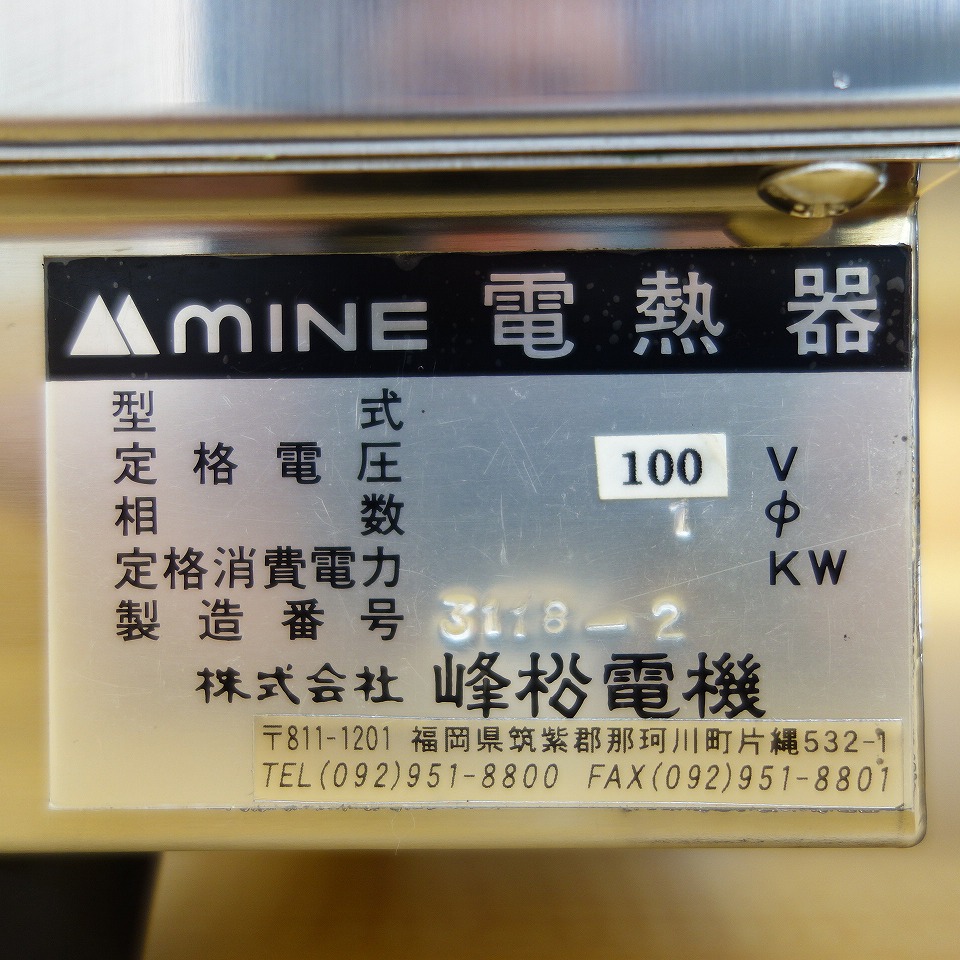 MINE 電熱器
型式
定格電圧 100 V
相数 1 φ
定格消費電力 KW
製造番号 3118-2
株式会社 峰松電機
〒811-1201 福岡県筑紫郡那珂川町片縄532-1
TEL(092)951-8800 FAX(092)951-8801